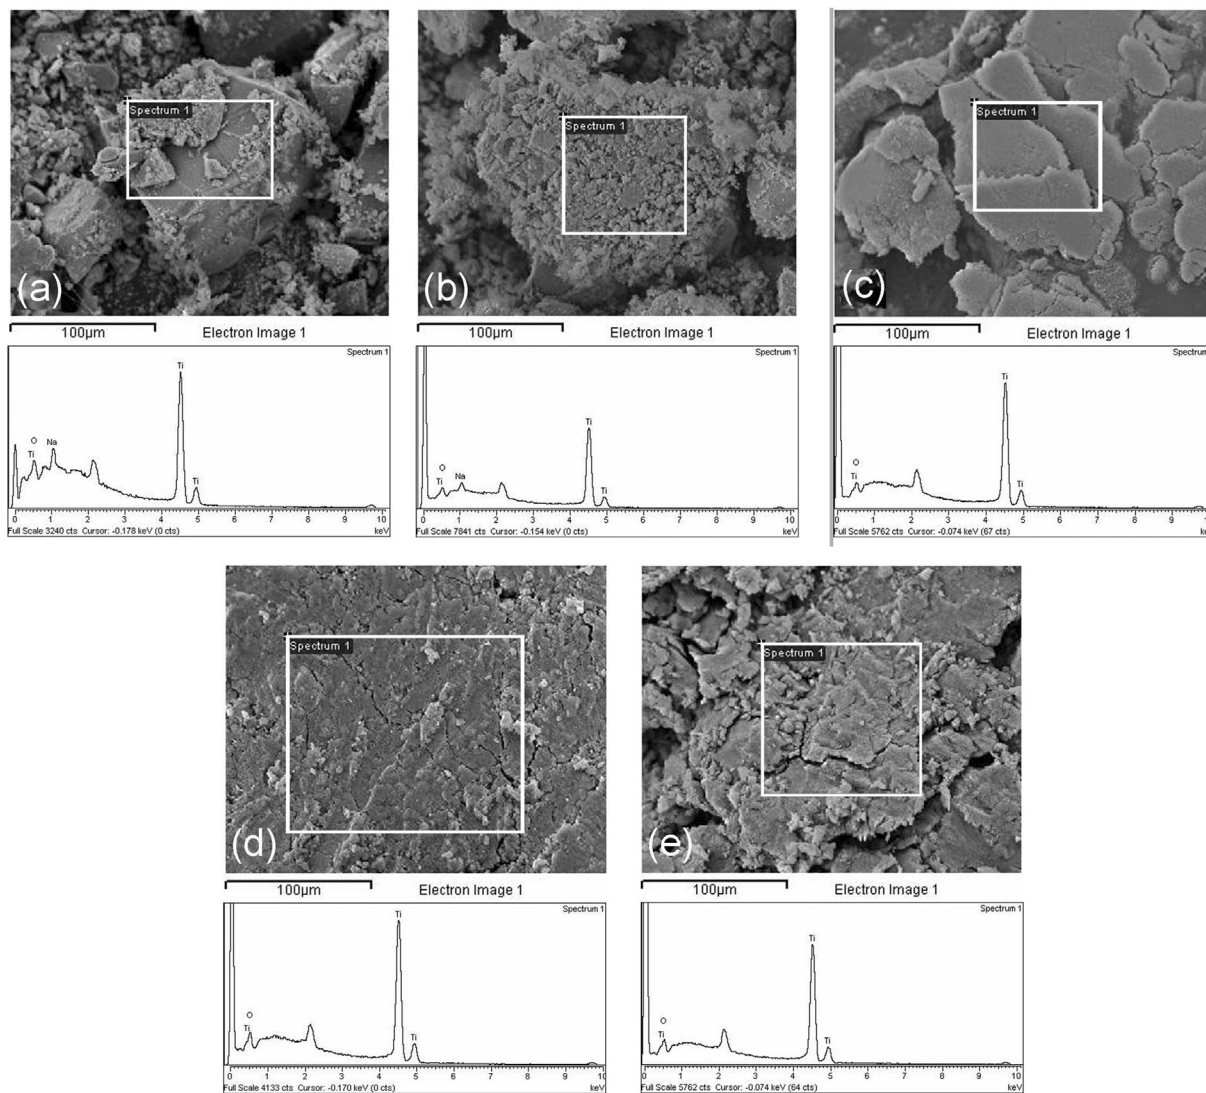 Spectrum 1
(a)
100µm Electron Image 1
Spectrum 1
Ti
O Na
Ti
Ti
0 1 2 3 4 5 6 7 8 9 10
Full Scale 3240 cts Cursor: -0.178 keV (0 cts) keV
Spectrum 1
(b)
100µm Electron Image 1
Spectrum 1
Ti
O
Ti Na
Ti
0 1 2 3 4 5 6 7 8 9 10
Full Scale 7841 cts Cursor: -0.154 keV (0 cts) keV
Spectrum 1
(c)
100µm Electron Image 1
Ti
O
Ti
Ti
0 1 2 3 4 5 6 7 8 9
Full Scale 5762 cts Cursor: -0.074 keV (67 cts) keV
Spectrum 1
(d)
100µm Electron Image 1
Spectrum 1
Ti
O
Ti
Ti
0 1 2 3 4 5 6 7 8 9 10
Full Scale 4133 cts Cursor: -0.170 keV (0 cts) keV
Spectrum 1
(e)
100µm Electron Image 1
Spectrum 1
Ti
O
Ti
Ti
0 1 2 3 4 5 6 7 8 9 10
Full Scale 5762 cts Cursor: -0.074 keV (64 cts) keV